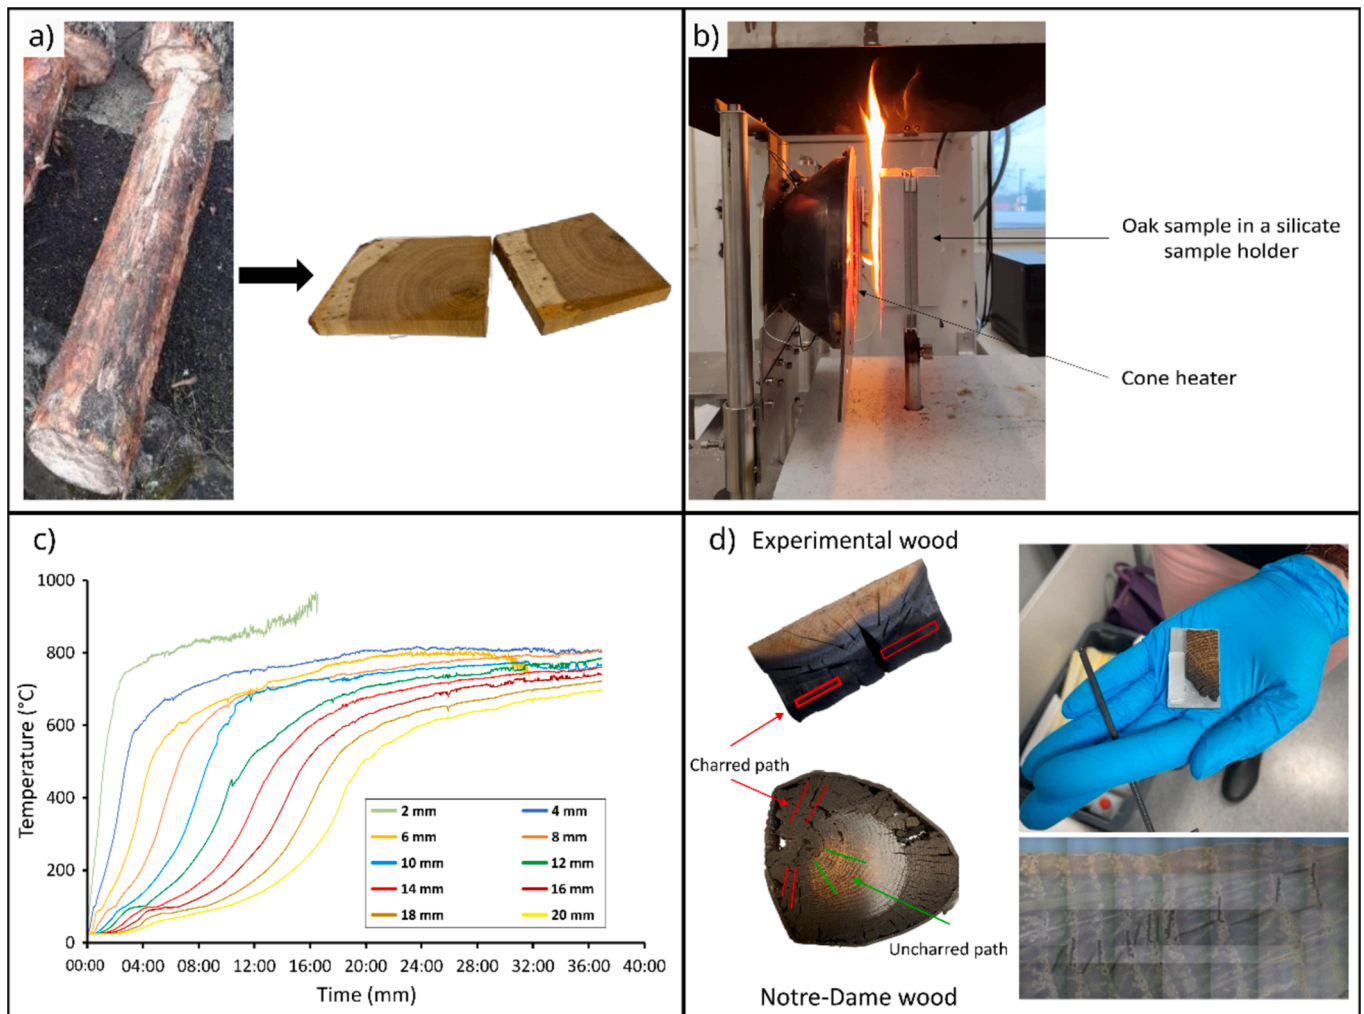 a)
b)
Oak sample in a silicate
sample holder
Cone heater
c)
1000
800
600
400
200
0
Temperature (°C)
2 mm
4 mm
6 mm
8 mm
10 mm
12 mm
14 mm
16 mm
18 mm
20 mm
00:00 04:00 08:00 12:00 16:00 20:00 24:00 28:00 32:00 36:00 40:00
Time (mm)
d)
Experimental wood
Charred path
Uncharred path
Notre-Dame wood